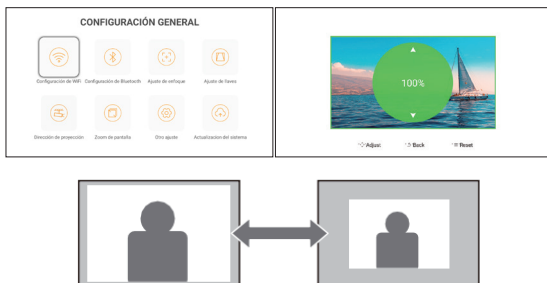 CONFIGURACIÓN GENERAL
Configuración de WiFi Configuración de Bluetooth Ajuste de enfoque Ajuste de llaves
Dirección de proyección Zoom de pantalla Otro ajuste Actualización del sistema
100%
Adjust Back Reset